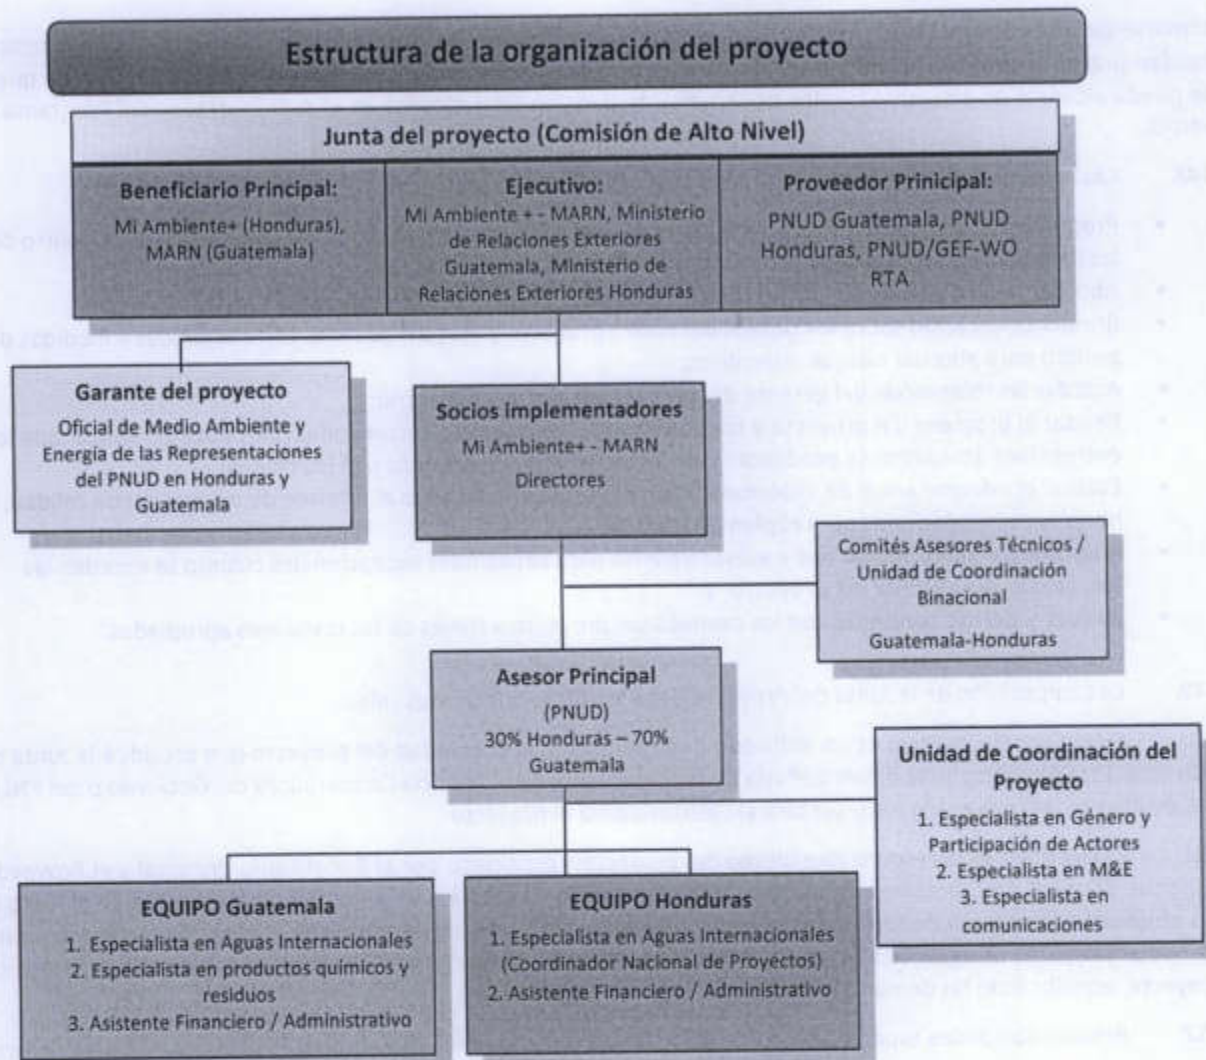 Estructura de la organización del proyecto
Junta del proyecto (Comisión de Alto Nivel)
Beneficiario Principal:
Mi Ambiente+ (Honduras),
MARN (Guatemala)
Ejecutivo:
Mi Ambiente + - MARN, Ministerio
de Relaciones Exteriores
Guatemala, Ministerio de
Relaciones Exteriores Honduras
Proveedor Prinicipal:
PNUD Guatemala, PNUD
Honduras, PNUD/GEF-WO
RTA
Garante del proyecto
Oficial de Medio Ambiente y
Energía de las Representaciones
del PNUD en Honduras y
Guatemala
Socios implementadores
Mi Ambiente+ - MARN
Directores
Comités Asesores Técnicos /
Unidad de Coordinación
Binacional
Guatemala-Honduras
Asesor Principal
(PNUD)
30% Honduras – 70%
Guatemala
Unidad de Coordinación del
Proyecto
1. Especialista en Género y
Participación de Actores
2. Especialista en M&E
3. Especialista en
comunicaciones
EQUIPO Guatemala
1. Especialista en Aguas Internacionales
2. Especialista en productos químicos y
residuos
3. Asistente Financiero / Administrativo
EQUIPO Honduras
1. Especialista en Aguas Internacionales
(Coordinador Nacional de Proyectos)
2. Asistente Financiero / Administrativo